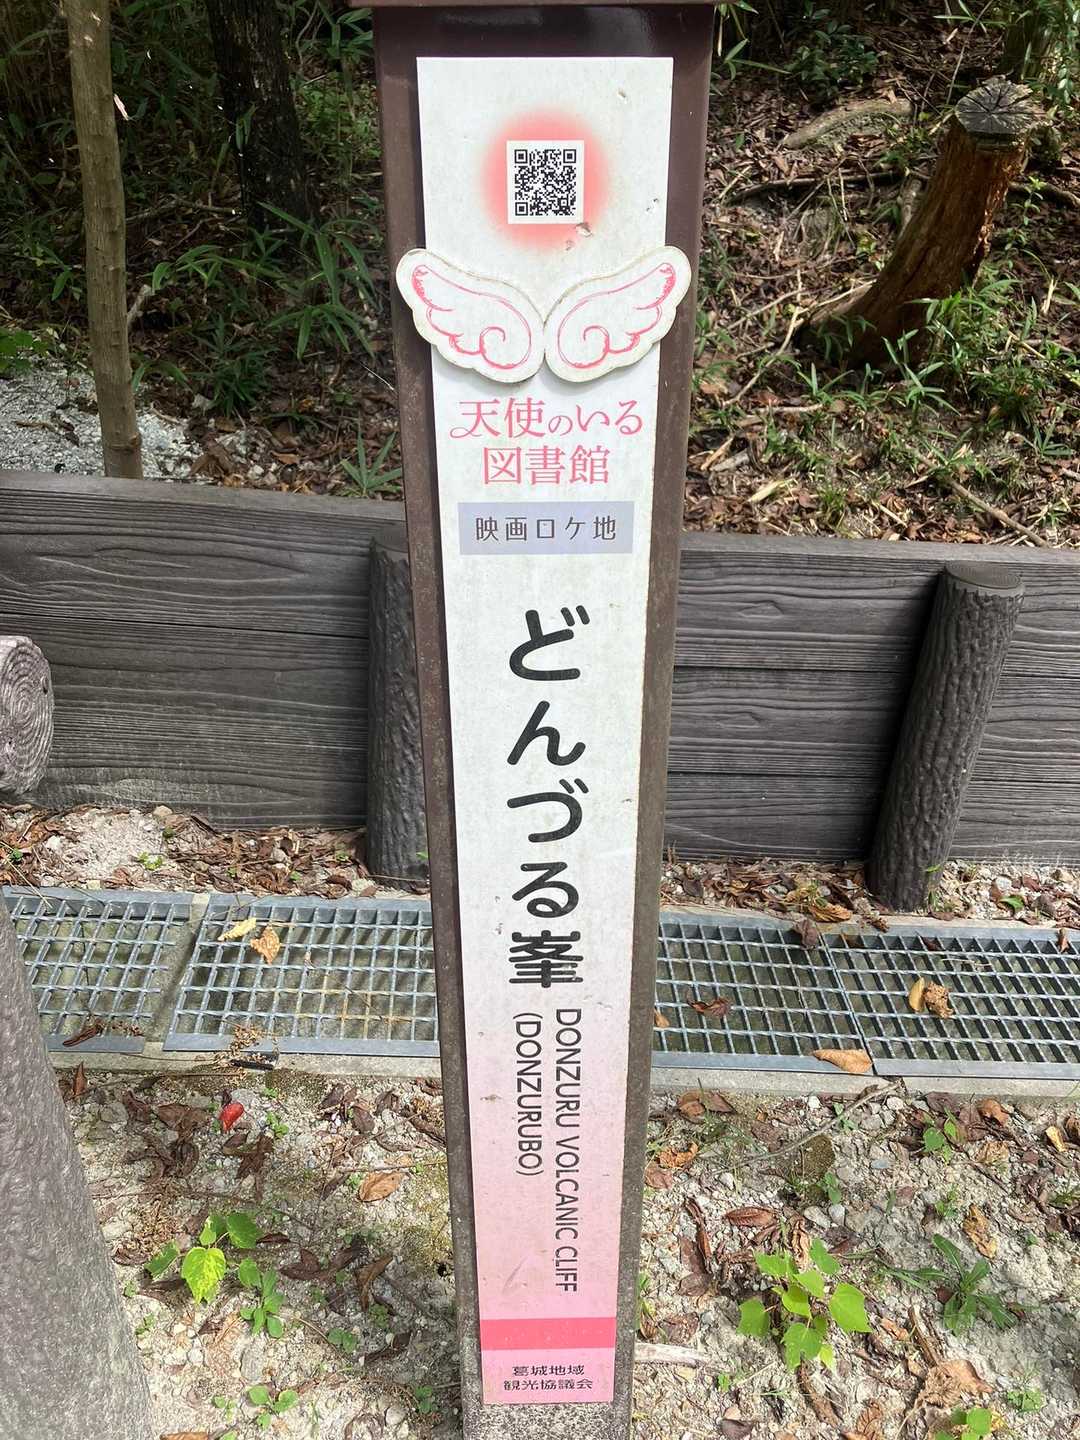 天使のいる
図書館
映画ロケ地
どんづる峯
DONZURU VOLCANIC CLIFF
(DONZURUBO)
葛城地域
観光協議会